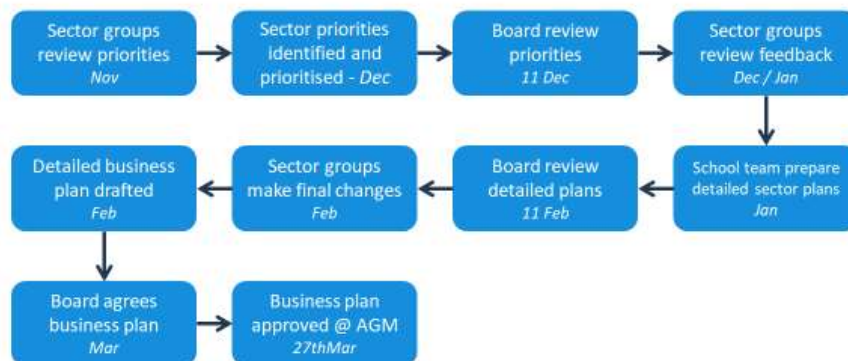 Sector groups
review priorities
Nov
Sector priorities
identified and
prioritised - Dec
Board review
priorities
11 Dec
Sector groups
review feedback
Dec / Jan
School team prepare
detailed sector plans
Jan
Board review
detailed plans
11 Feb
Sector groups
make final changes
Feb
Detailed business
plan drafted
Feb
Board agrees
business plan
Mar
Business plan
approved @ AGM
27thMar